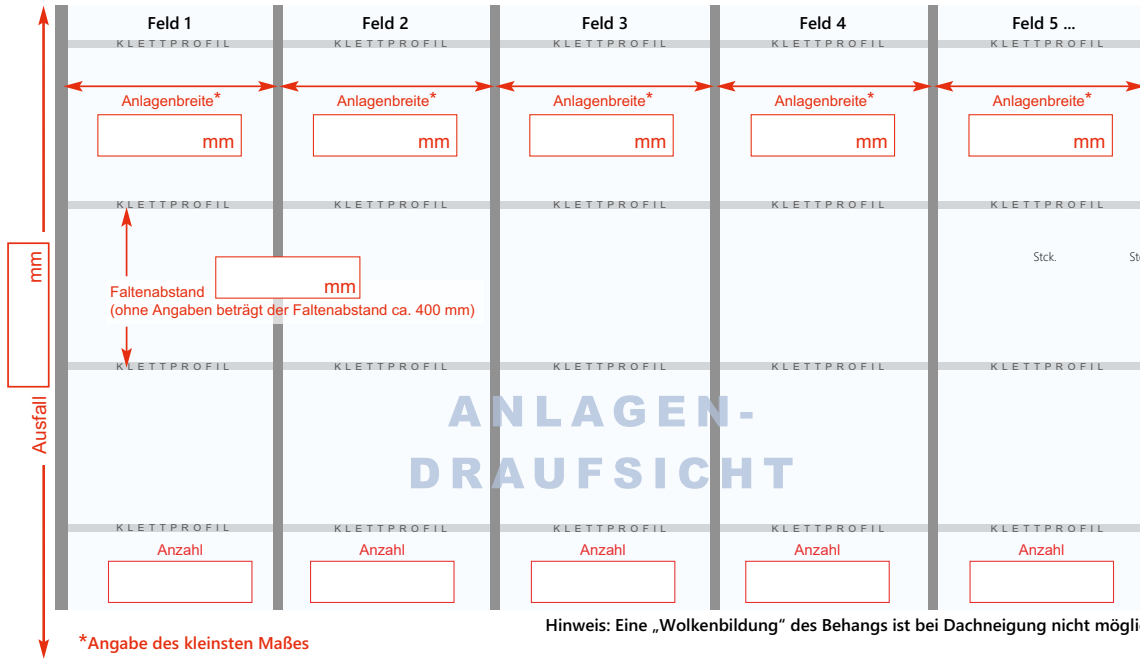 Feld 1 Feld 2 Feld 3 Feld 4 Feld 5 ...
KLETTPROFIL KLETTPROFIL KLETTPROFIL KLETTPROFIL KLETTPROFIL
Anlagenbreite* Anlagenbreite* Anlagenbreite* Anlagenbreite* Anlagenbreite*
mm mm mm mm mm
KLETTPROFIL KLETTPROFIL KLETTPROFIL KLETTPROFIL KLETTPROFIL
mm
Stck.
Faltenabstand mm
(ohne Angaben beträgt der Faltenabstand ca. 400 mm)
KLETTPROFIL KLETTPROFIL KLETTPROFIL KLETTPROFIL KLETTPROFIL
Ausfall
ANLAGEN-
DRAUFSICHT
KLETTPROFIL KLETTPROFIL KLETTPROFIL KLETTPROFIL KLETTPROFIL
Anzahl Anzahl Anzahl Anzahl Anzahl
Hinweis: Eine „Wolkenbildung“ des Behangs ist bei Dachneigung nicht
*Angabe des kleinsten Maßes